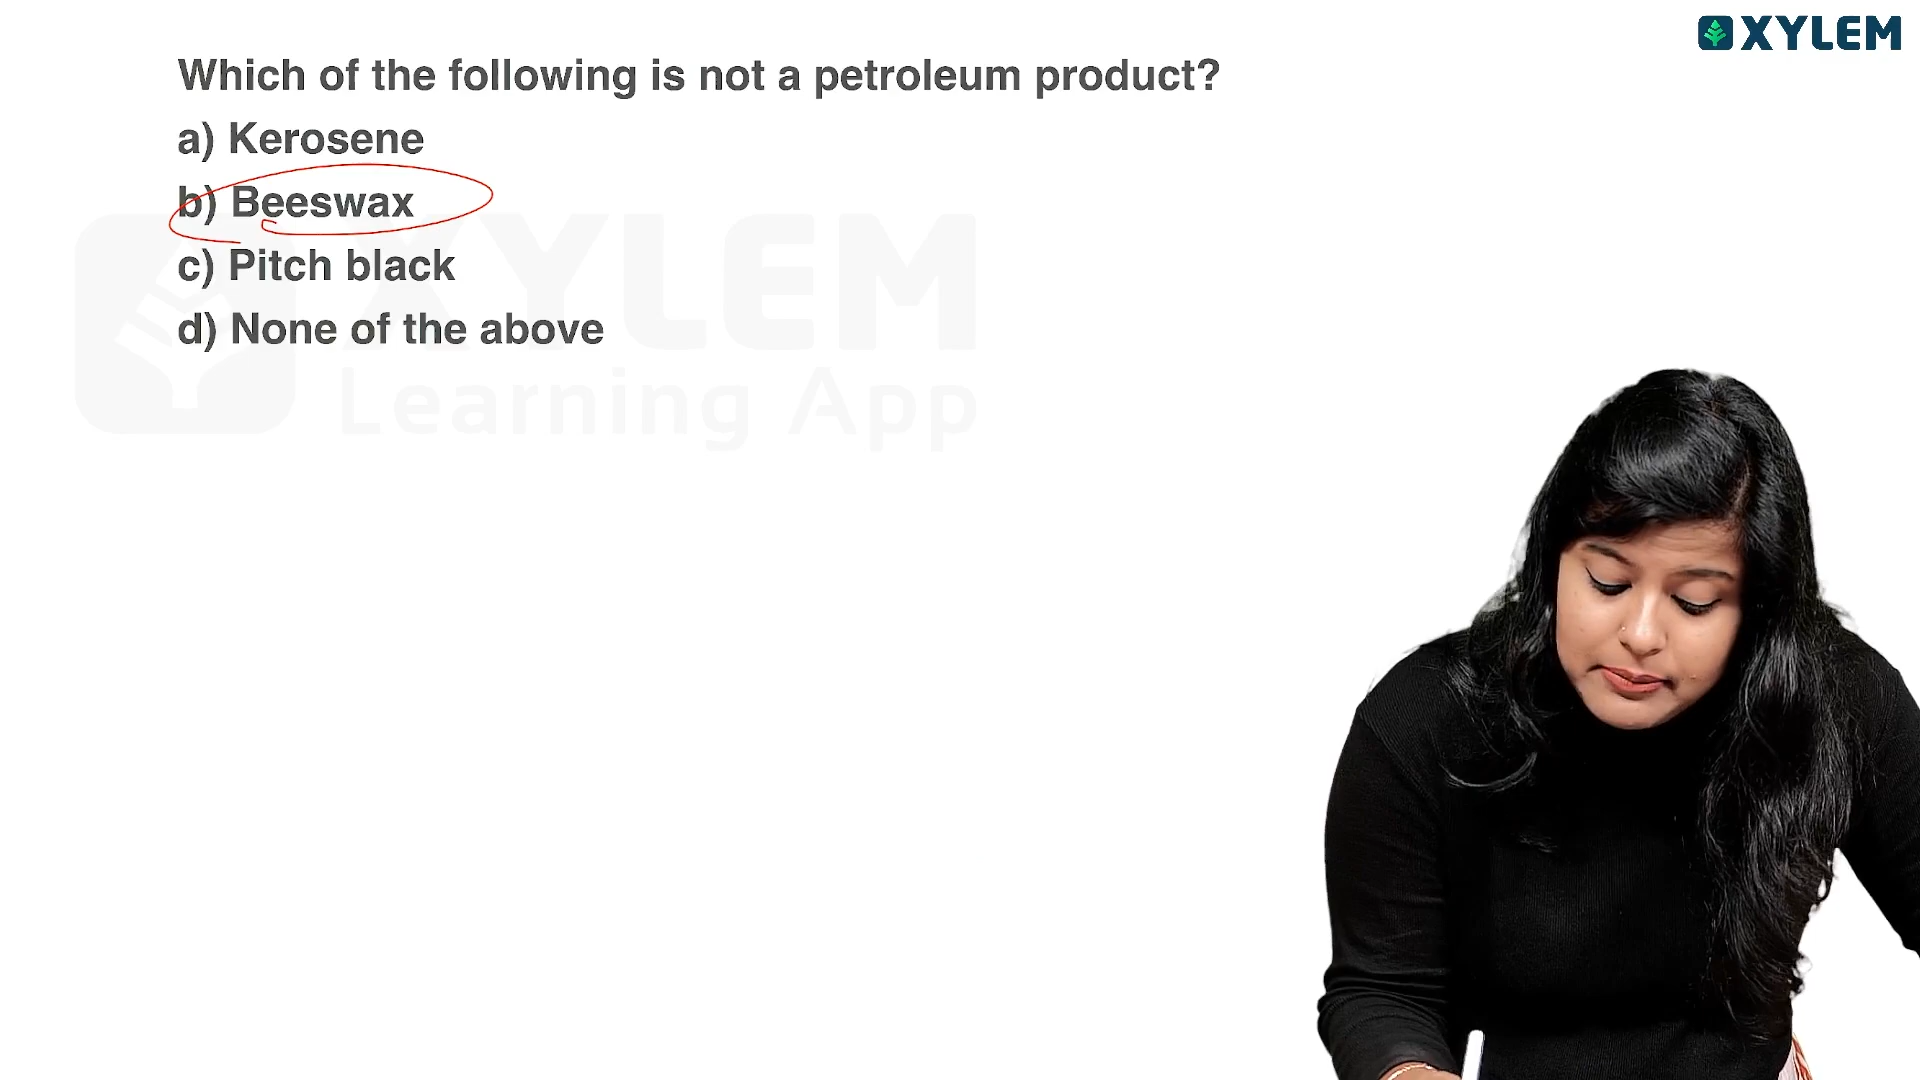 XYLEM
Which of the following is not a petroleum product?
a) Kerosene
b) Beeswax
c) Pitch black
d) None of the above
XYLEM
Learning App